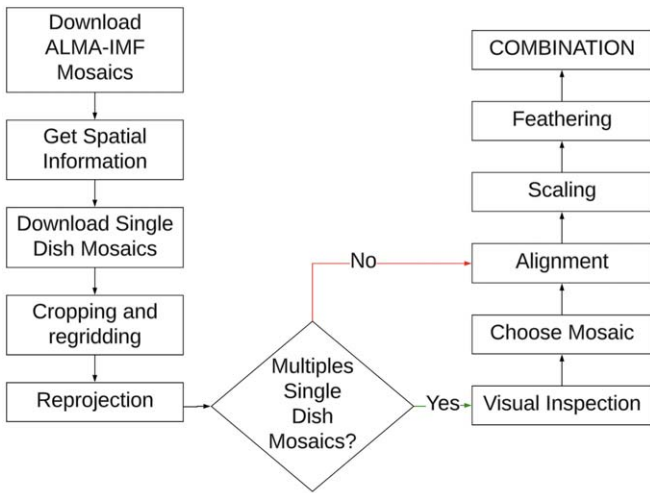 Download
ALMA-IMF
Mosaics
Get Spatial
Information
Download Single
Dish Mosaics
Cropping and
regridding
Reprojection
Multiples
Single
Dish
Mosaics?
No
Yes
Visual Inspection
Choose Mosaic
Alignment
Scaling
Feathering
COMBINATION